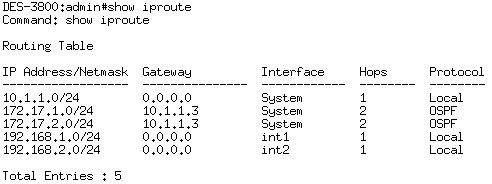 DES-3800:admin#show iproute
Command: show iproute
Routing Table
IP Address/Netmask Gateway Interface Hops Protocol
------------------ --------------- ------------ -------- --------
10.1.1.0/24 0.0.0.0 System 1 Local
172.17.1.0/24 10.1.1.3 System 2 OSPF
172.17.2.0/24 10.1.1.3 System 2 OSPF
192.168.1.0/24 0.0.0.0 int1 1 Local
192.168.2.0/24 0.0.0.0 int2 1 Local
Total Entries : 5